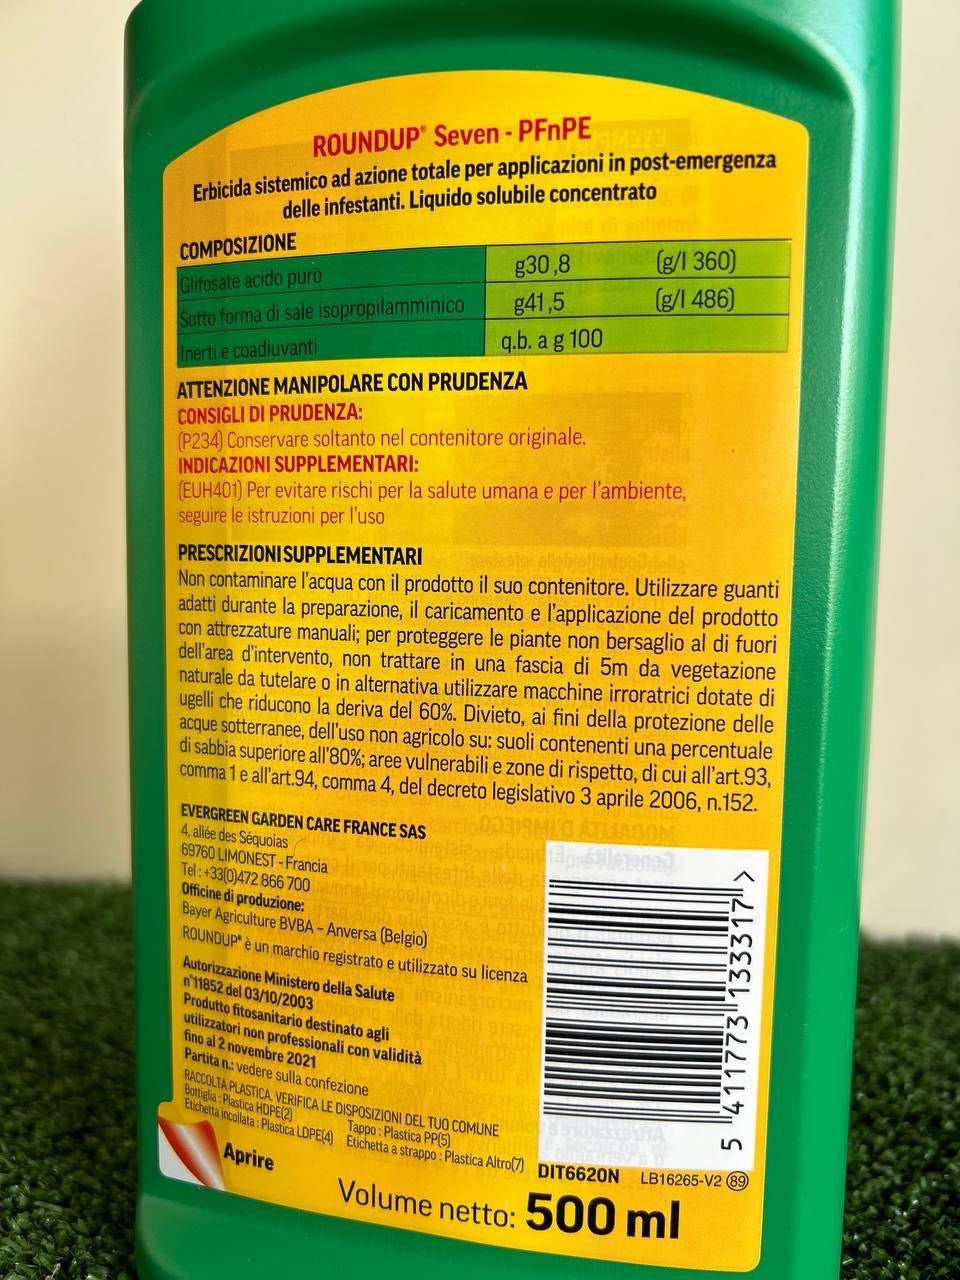 ROUNDUP® Seven - PFnPE
Erbicida sistemico ad azione totale per applicazioni in post-emergenza
delle infestanti. Liquido solubile concentrato
COMPOSIZIONE
Glifosate acido puro g30,8 (g/l 360)
Sotto forma di sale isopropilamminico g41,5 (g/l 486)
Inerti e coadiuvanti q.b. a g 100
ATTENZIONE MANIPOLARE CON PRUDENZA
CONSIGLI DI PRUDENZA:
(P234) Conservare soltanto nel contenitore originale.
INDICAZIONI SUPPLEMENTARI:
(EUH401) Per evitare rischi per la salute umana e per l'ambiente,
seguire le istruzioni per l'uso
PRESCRIZIONI SUPPLEMENTARI
Non contaminare l'acqua con il prodotto il suo contenitore. Utilizzare guanti
adatti durante la preparazione, il caricamento e l'applicazione del prodotto
con attrezzature manuali; per proteggere le piante non bersaglio al di fuori
dell'area d'intervento, non trattare in una fascia di 5m da vegetazione
naturale da tutelare o in alternativa utilizzare macchine irroratrici dotate di
ugelli che riducono la deriva del 60%. Divieto, ai fini della protezione delle
acque sotterranee, dell'uso non agricolo su: suoli contenenti una percentuale
di sabbia superiore all'80%; aree vulnerabili e zone di rispetto, di cui all'art.93,
comma 1 e all'art.94, comma 4, del decreto legislativo 3 aprile 2006, n.152.
EVERGREEN GARDEN CARE FRANCE SAS
4, allée des Séquoias
69760 LIMONEST - Francia
Tel : +33(0)472 866 700
Officine di produzione:
Bayer Agriculture BVBA – Anversa (Belgio)
ROUNDUP® è un marchio registrato e utilizzato su licenza
Autorizzazione Ministero della Salute
n°11852 del 03/10/2003
Produtto fitosanitario destinato agli
utilizzatori non professionali con validità
fino al 2 novembre 2021
Partita n.: vedere sulla confezione
RACCOLTA PLASTICA. VERIFICA LE DISPOSIZIONI DEL TUO COMUNE
Bottiglia : Plastica HDPE(2) Tappo : Plastica PP(5)
Etichetta incollata : Plastica LDPE(4) Etichetta a strappo : Plastica Altro(7)
Aprire
5 411773 133317 >
DIT6620N LB16265-V2 89
Volume netto: 500 ml